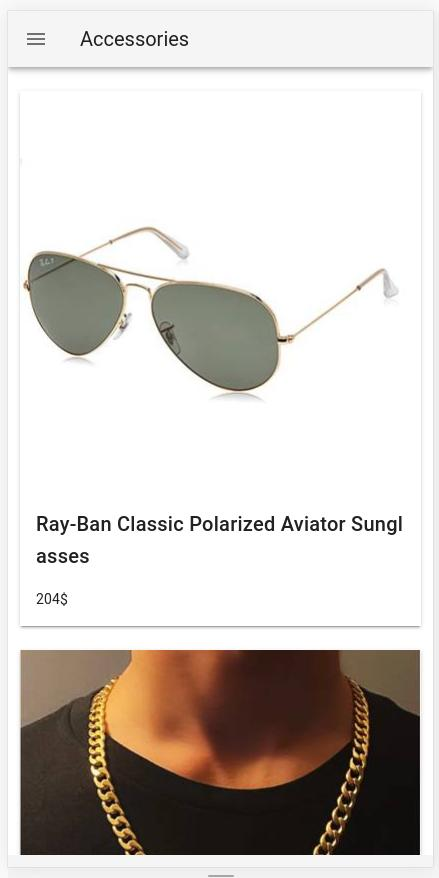 Accessories
Ray-Ban Classic Polarized Aviator Sungl
asses
204$